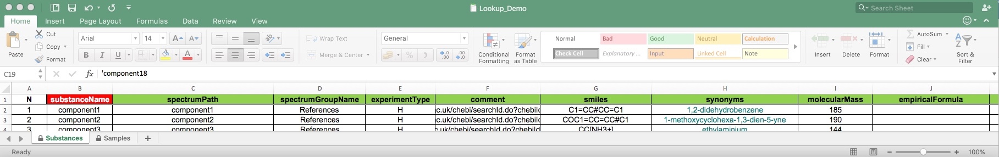 Lookup_Demo
Search Sheet
Home Insert Page Layout Formulas Data Review View
Paste
Cut
Copy
Format
Arial 14 A A
B I U A
Wrap Text
Merge & Center
General
%
Conditional Formatting
Format as Table
Normal Bad Good Neutral Calculation
Check Cell Explanatory ... Input Linked Cell Note
Insert Delete Format
AutoSum
Fill
Clear
Sort & Filter
C19 fx 'component18
A B C D E F G H I J
1 N substanceName spectrumPath spectrumGroupName experimentType comment smiles synonyms molecularMass empiricalFormula
2 1 component1 component1 References H ac.uk/chebi/searchId.do?chebiId C1=CC#CC=C1 1,2-didehydrobenzene 185
3 2 component2 component2 References H ac.uk/chebi/searchId.do?chebiId COC1=CC=CC#C1 1-methoxycyclohexa-1,3-dien-5-yne 190
4 3 component3 component3 References H ac.uk/chebi/searchId.do?chebiId CC[NH3+] ethylaminium 144
Substances Samples +
Ready 100%